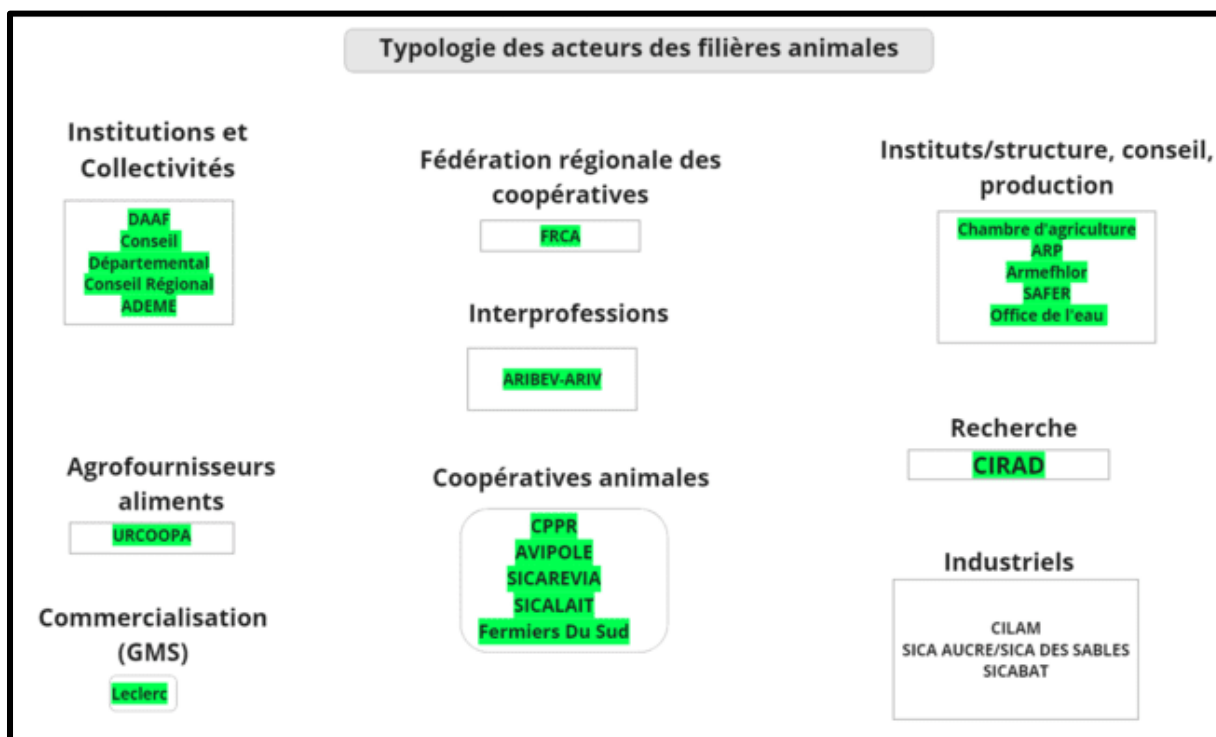 Typologie des acteurs des filières animales
Institutions et
Collectivités
DAAF
Conseil
Départemental
Conseil Régional
ADEME
Agrofournisseurs
aliments
URCOOPA
Commercialisation
(GMS)
Leclerc
Fédération régionale des
coopératives
FRCA
Interprofessions
ARIBEV-ARIV
Coopératives animales
CPPR
AVIPOLE
SICAREVIA
SICALAIT
Fermiers Du Sud
Instituts/structure, conseil,
production
Chambre d'agriculture
ARP
Armefhlor
SAFER
Office de l'eau
Recherche
CIRAD
Industriels
CILAM
SICA AUCRE/SICA DES SABLES
SICABAT